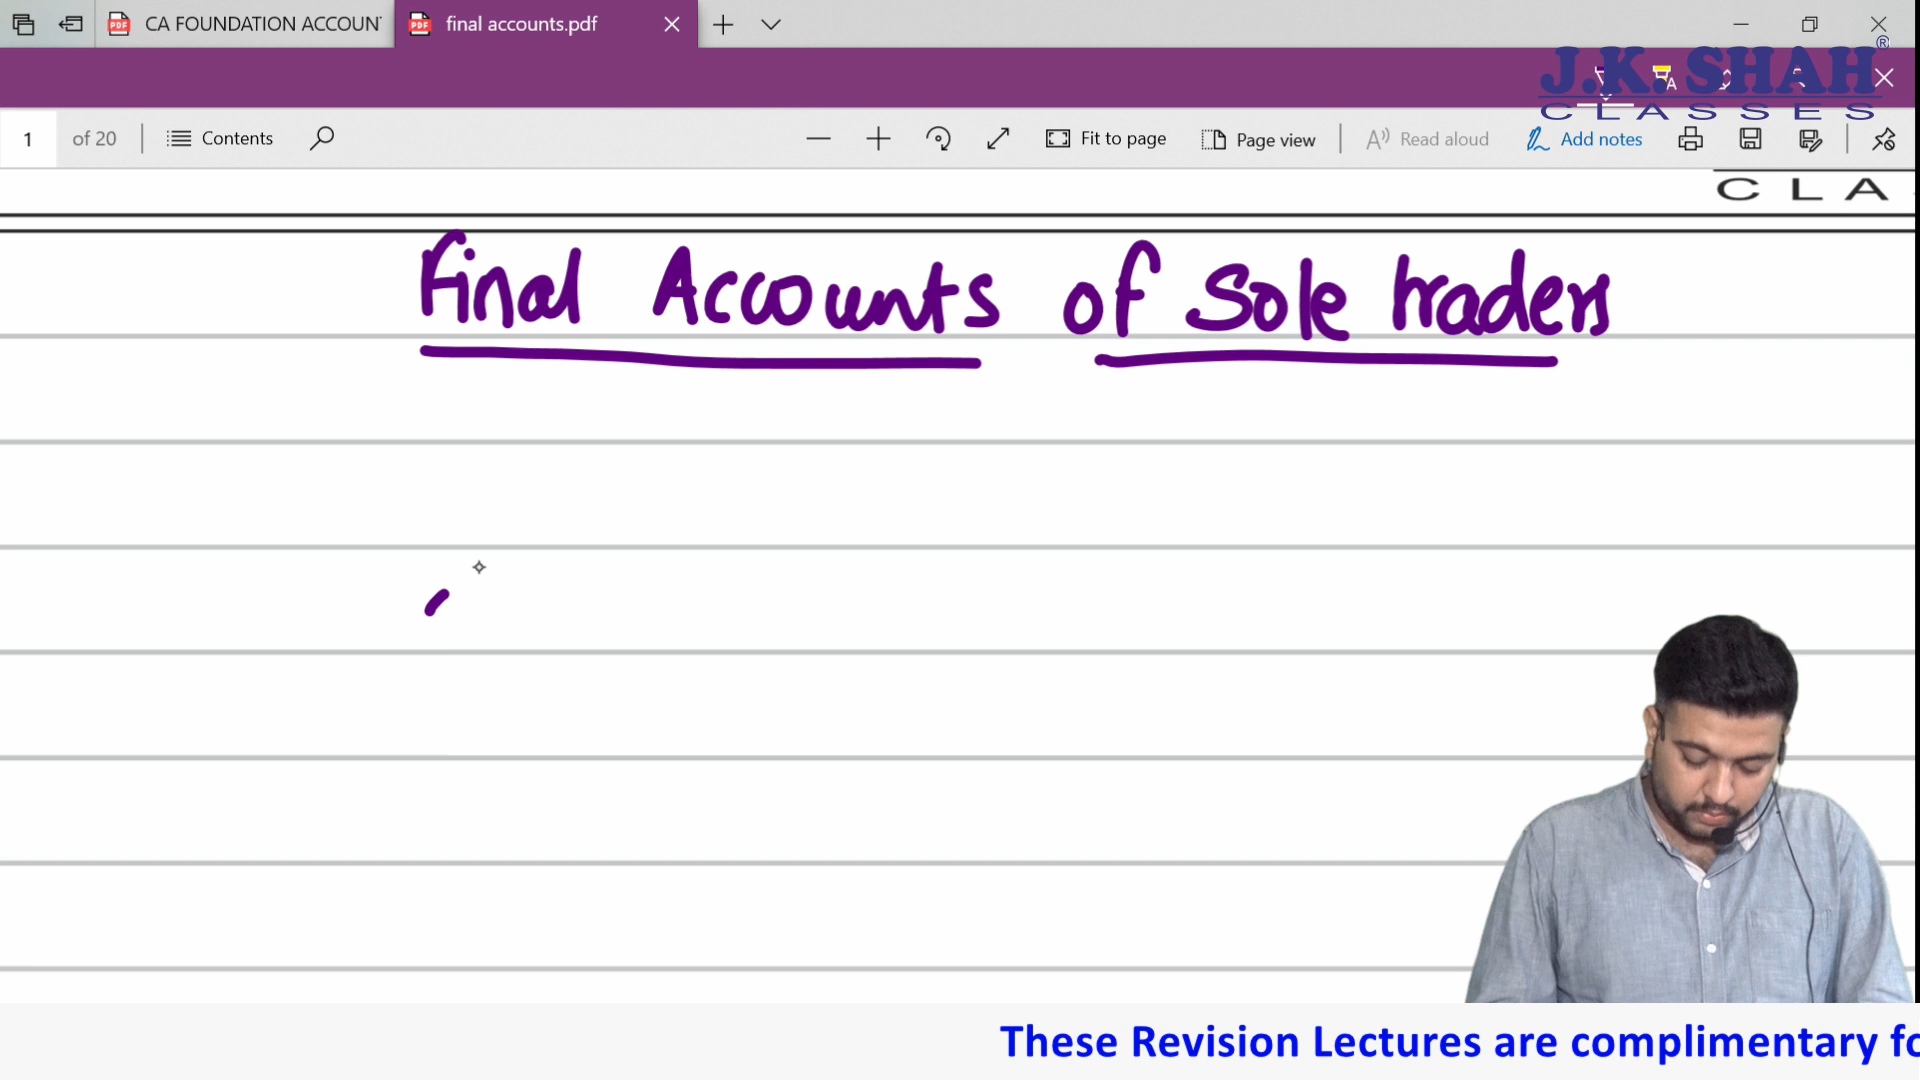 CA FOUNDATION ACCOUN
final accounts.pdf
J.K. SHAH®
CLASSES
1 of 20 Contents Fit to page Page view Read aloud Add notes
CLA
Final Accounts of Sole traders
These Revision Lectures are complimentary fo